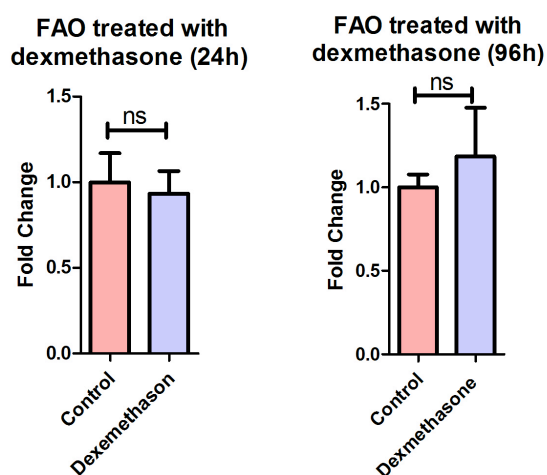 FAO treated with
dexmethasone (24h)
ns
Fold Change
1.5
1.0
0.5
0.0
Control
Dexemethason
FAO treated with
dexmethasone (96h)
ns
Fold Change
1.5
1.0
0.5
0.0
Control
Dexmethasone